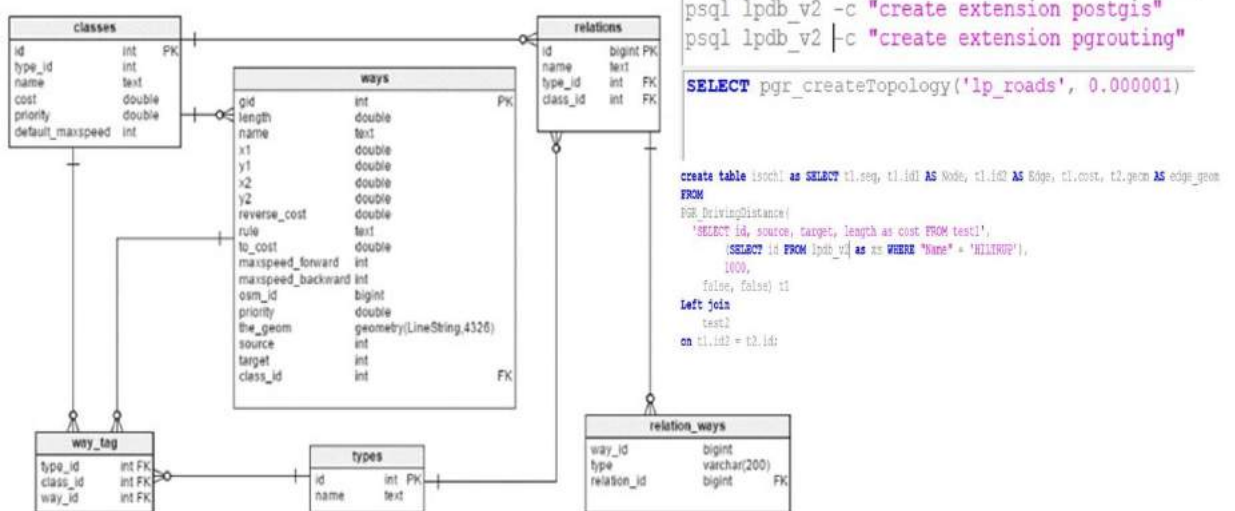 classes
id int PK
type_id int
name text
cost double
priority double
default_maxspeed int
ways
gid int PK
length double
name text
x1 double
y1 double
x2 double
y2 double
reverse_cost double
rule text
to_cost double
maxspeed_forward int
maxspeed_backward int
osm_id bigint
priority double
the_geom geometry(LineString,4326)
source int
target int
class_id int FK
relations
id bigint PK
name text
type_id int FK
class_id int FK
way_tag
type_id int FK
class_id int FK
way_id int FK
types
id int PK
name text
relation_ways
way_id bigint
type varchar(200)
relation_id bigint FK
psql lpdb_v2 -c "create extension postgis"
psql lpdb_v2 -c "create extension pgrouting"
SELECT pgr_createTopology('lp_roads', 0.000001)
create table isoch1 as SELECT t1.seq, t1.id1 AS Node, t1.id2 AS Edge, t1.cost, t2.geom AS edge_geom
FROM
PGR_DrivingDistance(
'SELECT id, source, target, length as cost FROM test1',
(SELECT id FROM lpdb_v2 as xs WHERE "Name" = 'HILTRUP'),
1000,
false, false) t1
Left join
test2
on t1.id2 = t2.id;